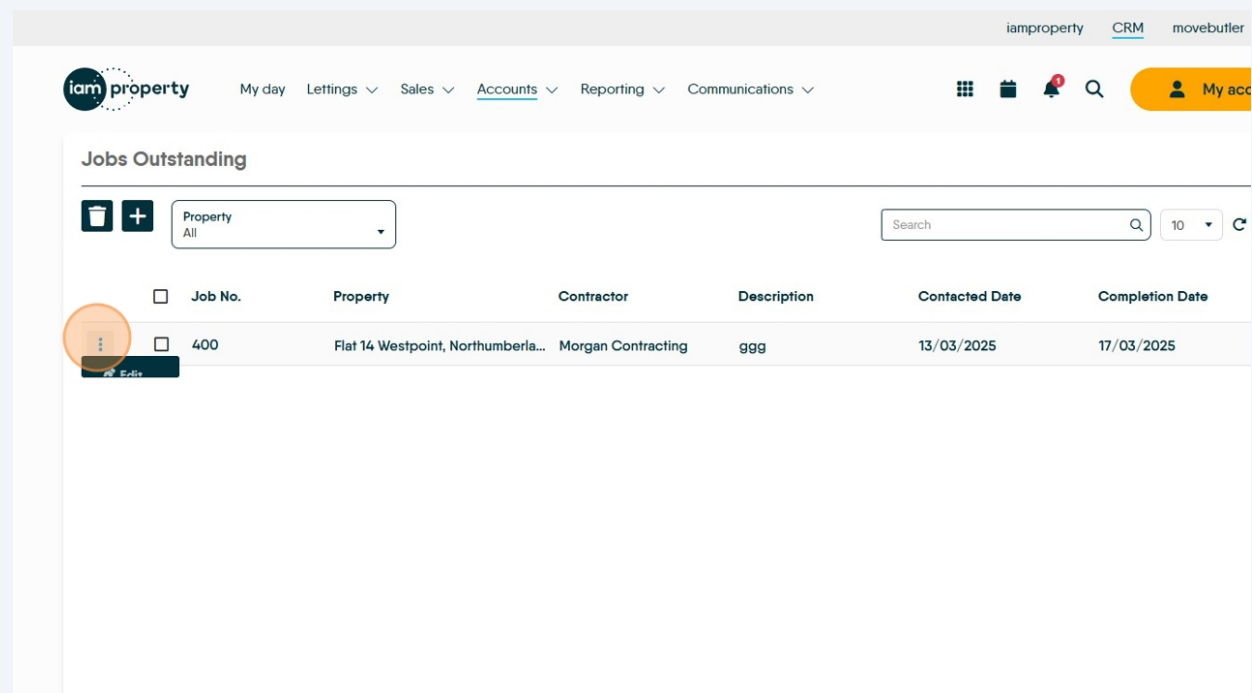 iamproperty CRM movebutler
iam property My day Lettings Sales Accounts Reporting Communications 1 My acc
Jobs Outstanding
Property
All
Search 10
Job No. Property Contractor Description Contacted Date Completion Date
400 Flat 14 Westpoint, Northumberla... Morgan Contracting ggg 13/03/2025 17/03/2025
Edit